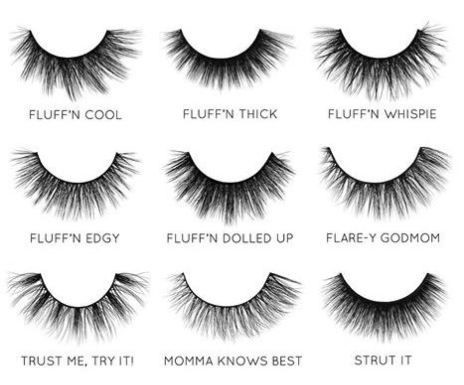 FLUFF'N COOL
FLUFF'N THICK
FLUFF'N WHISPIE
FLUFF'N EDGY
FLUFF'N DOLLED UP
FLARE-Y GODMOM
TRUST ME, TRY IT!
MOMMA KNOWS BEST
STRUT IT